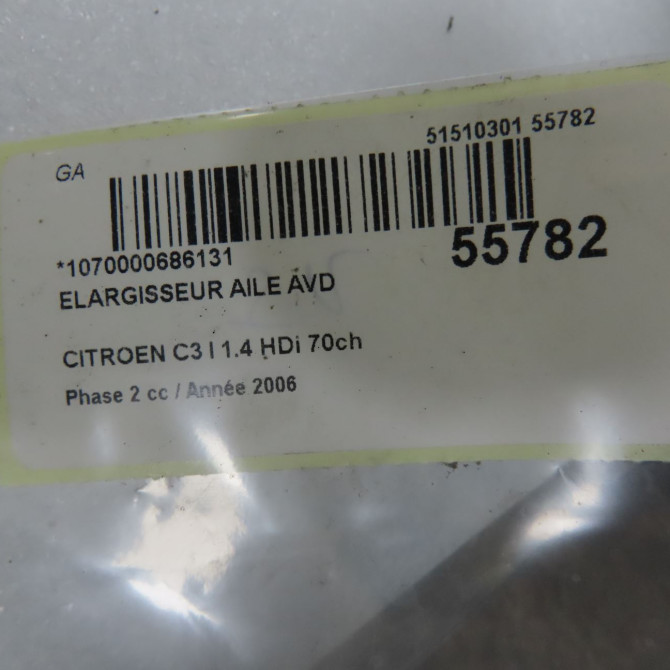 51510301 55782
GA
55782
*1070000686131
ELARGISSEUR AILE AVD
CITROEN C3 I 1.4 HDi 70ch
Phase 2 cc / Année 2006